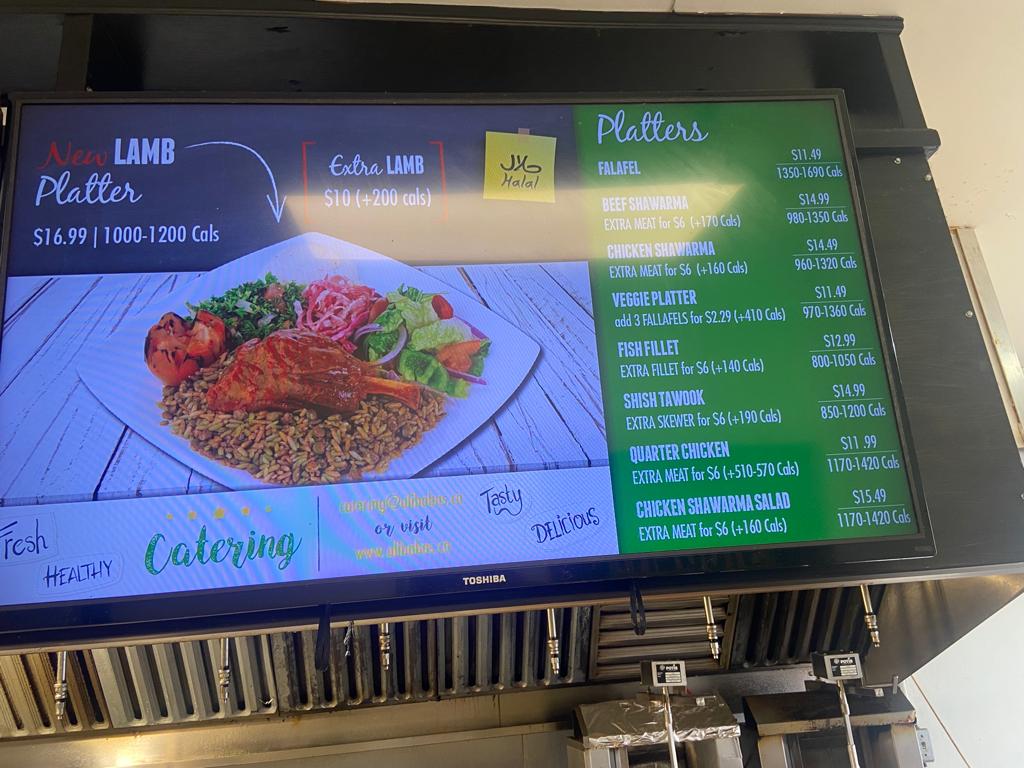 New LAMB
Platter
$16.99 | 1000-1200 Cals
Extra LAMB
$10 (+200 cals)
حلال
Halal
Platters
FALAFEL
$11.49
1350-1690 Cals
BEEF SHAWARMA
EXTRA MEAT for $6 (+170 Cals)
$14.99
980-1350 Cals
CHICKEN SHAWARMA
EXTRA MEAT for $6 (+160 Cals)
$14.49
960-1320 Cals
VEGGIE PLATTER
add 3 FALLAFELS for $2.29 (+410 Cals)
$11.49
970-1360 Cals
FISH FILLET
EXTRA FILLET for $6 (+140 Cals)
$12.99
800-1050 Cals
SHISH TAWOOK
EXTRA SKEWER for $6 (+190 Cals)
$14.99
850-1200 Cals
QUARTER CHICKEN
EXTRA MEAT for $6 (+510-570 Cals)
$11 .99
1170-1420 Cals
CHICKEN SHAWARMA SALAD
EXTRA MEAT for $6 (+160 Cals)
$15.49
1170-1420 Cals
Fresh
HEALTHY
Catering
or visit
Tasty
DELICIOUS
TOSHIBA